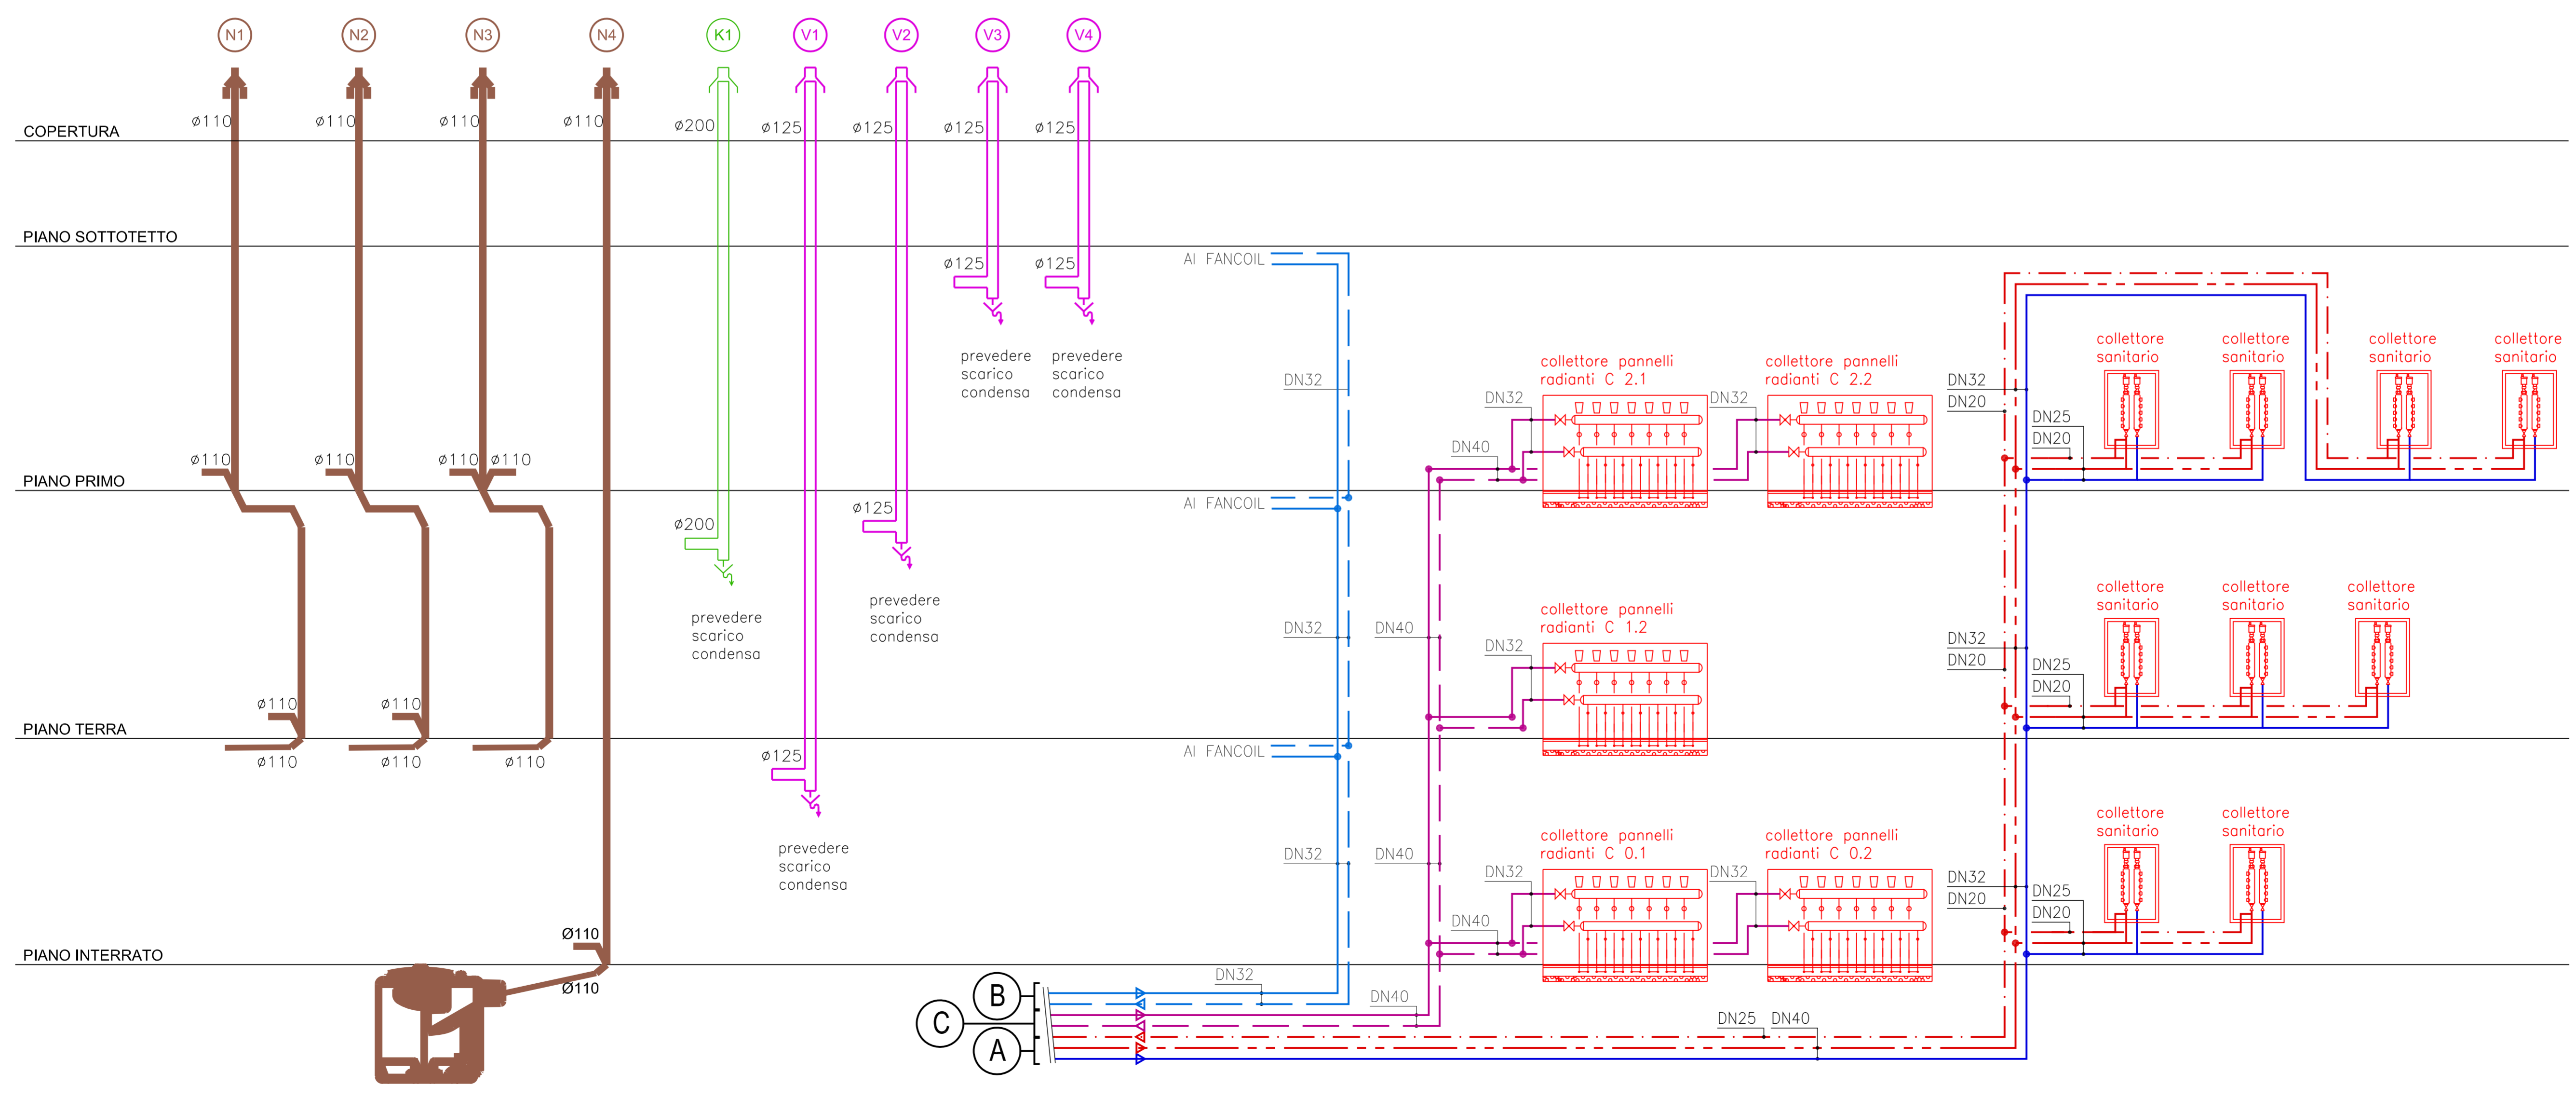 N1 N2 N3 N4 K1 V1 V2 V3 V4
ø110 ø110 ø110 ø110 ø200 ø125 ø125 ø125 ø125
COPERTURA
PIANO SOTTOTETTO
AI FANCOIL
ø125 ø125
prevedere
scarico
condensa
prevedere
scarico
condensa
DN32
collettore pannelli
radianti C 2.1
collettore pannelli
radianti C 2.2
DN32
DN32
DN40
DN32
DN20
DN25
DN20
collettore
sanitario
collettore
sanitario
collettore
sanitario
collettore
sanitario
ø110 ø110 ø110 ø110
PIANO PRIMO
AI FANCOIL
ø200
ø125
prevedere
scarico
condensa
prevedere
scarico
condensa
DN32
DN40
collettore pannelli
radianti C 1.2
DN32
DN32
DN20
DN25
DN20
collettore
sanitario
collettore
sanitario
collettore
sanitario
ø110 ø110
PIANO TERRA
ø110 ø110 ø110
AI FANCOIL
ø125
prevedere
scarico
condensa
DN32
DN40
collettore pannelli
radianti C 0.1
collettore pannelli
radianti C 0.2
DN32
DN32
DN40
DN32
DN20
DN25
DN20
collettore
sanitario
collettore
sanitario
Ø110
PIANO INTERRATO
Ø110
DN32
DN40
B
C
A
DN25 DN40